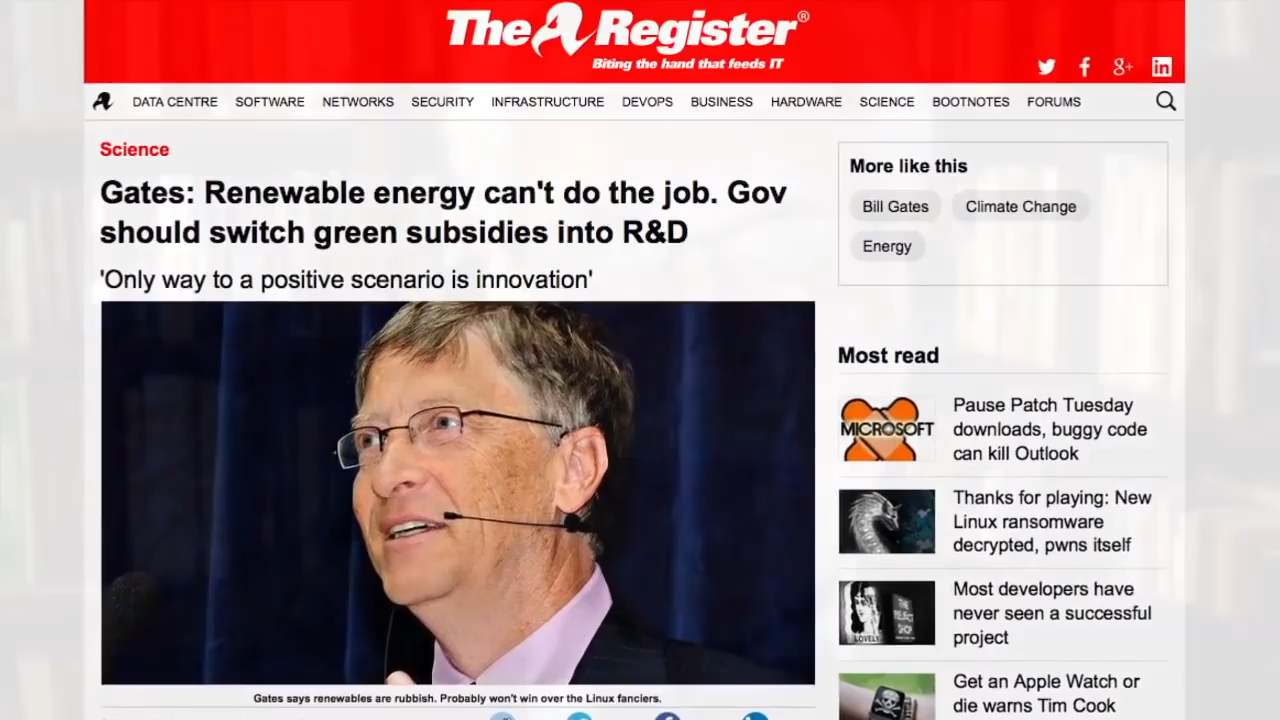 The Register®
Biting the hand that feeds IT
8+
in
DATA CENTRE SOFTWARE NETWORKS SECURITY INFRASTRUCTURE DEVOPS BUSINESS HARDWARE SCIENCE BOOTNOTES FORUMS
Science
Gates: Renewable energy can't do the job. Gov
should switch green subsidies into R&D
'Only way to a positive scenario is innovation'
Gates says renewables are rubbish. Probably won't win over the Linux fanciers.
More like this
Bill Gates
Climate Change
Energy
Most read
MICROSOFT
Pause Patch Tuesday
downloads, buggy code
can kill Outlook
Thanks for playing: New
Linux ransomware
decrypted, pwns itself
LOVELY
THE
REJECT
Most developers have
never seen a successful
project
Get an Apple Watch or
die warns Tim Cook